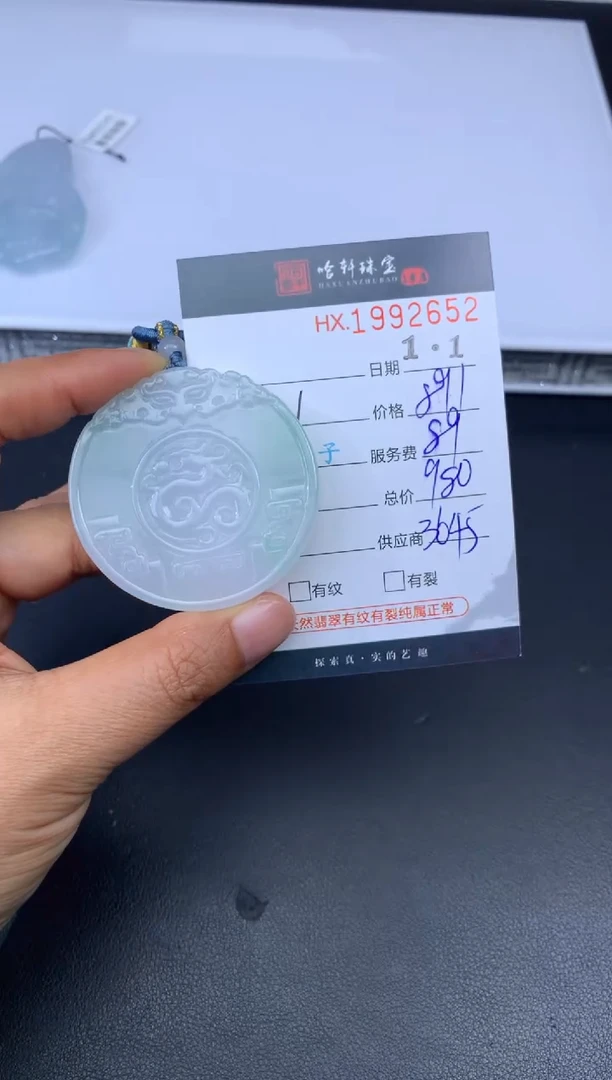 哈轩珠宝
HAXUANZHUBAO
HX.1992652
日期 1·1
价格 891
子 服务费 89
总价 980
供应商 3645
有纹 有裂
天然翡翠有纹有裂纯属正常
探索真·实的艺趣